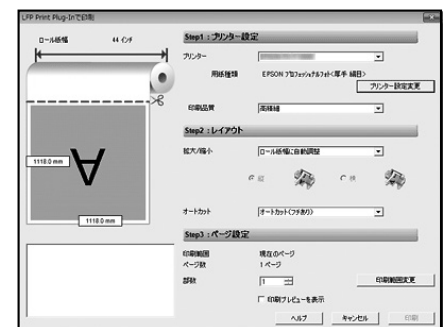 LFP Print Plug-Inで印刷
ロール紙幅 44 インチ
1118.0 mm
A
1118.0 mm
Step1：プリンター設定
プリンター
用紙種類 EPSON プロフェッショナルフォト<厚手 絹目>
プリンター設定変更
印刷品質 高精細
Step2：レイアウト
拡大/縮小 ロール紙幅に自動調整
縦 横
オートカット オートカット(フチあり)
Step3：ページ設定
印刷範囲 現在のページ
ページ数 1 ページ
部数 1 印刷範囲変更
印刷プレビューを表示
ヘルプ キャンセル 印刷